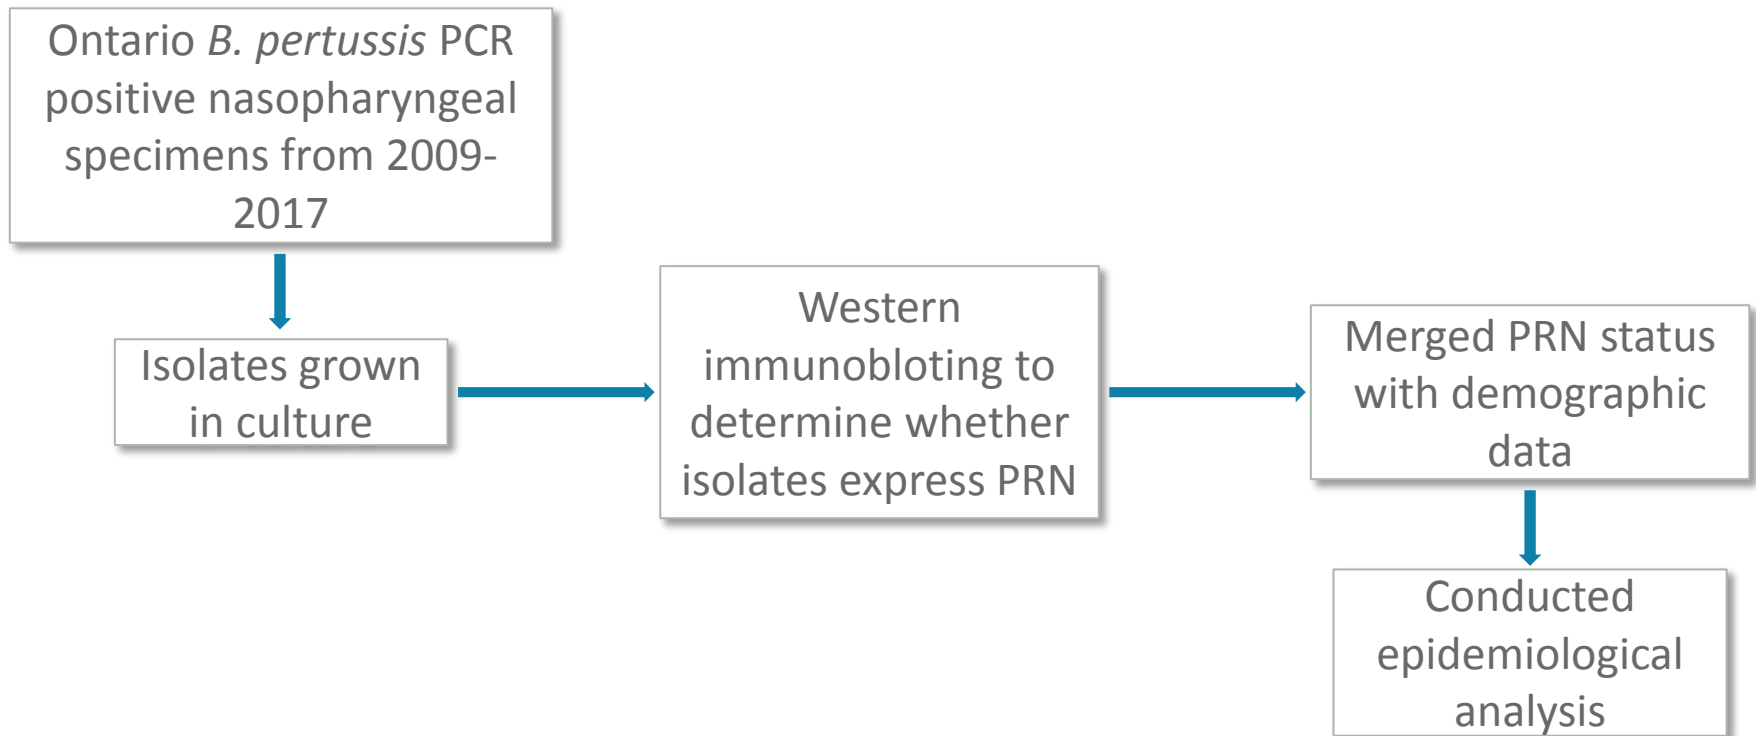 Ontario B. pertussis PCR
positive nasopharyngeal
specimens from 2009-
2017
Isolates grown
in culture
Western
immunobloting to
determine whether
isolates express PRN
Merged PRN status
with demographic
data
Conducted
epidemiological
analysis